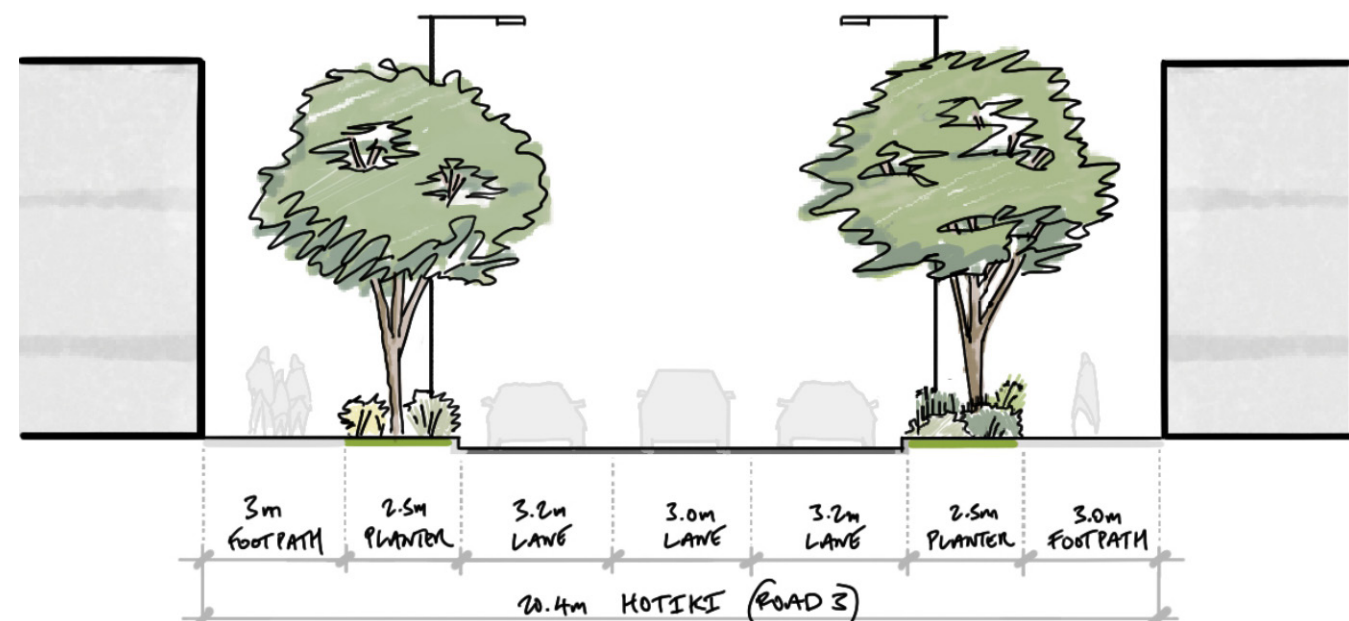 3m
FOOTPATH
2.5m
PLANTER
3.2m
LANE
3.0m
LANE
3.2m
LANE
2.5m
PLANTER
3.0m
FOOTPATH
20.4m HOTIKI (ROAD 3)